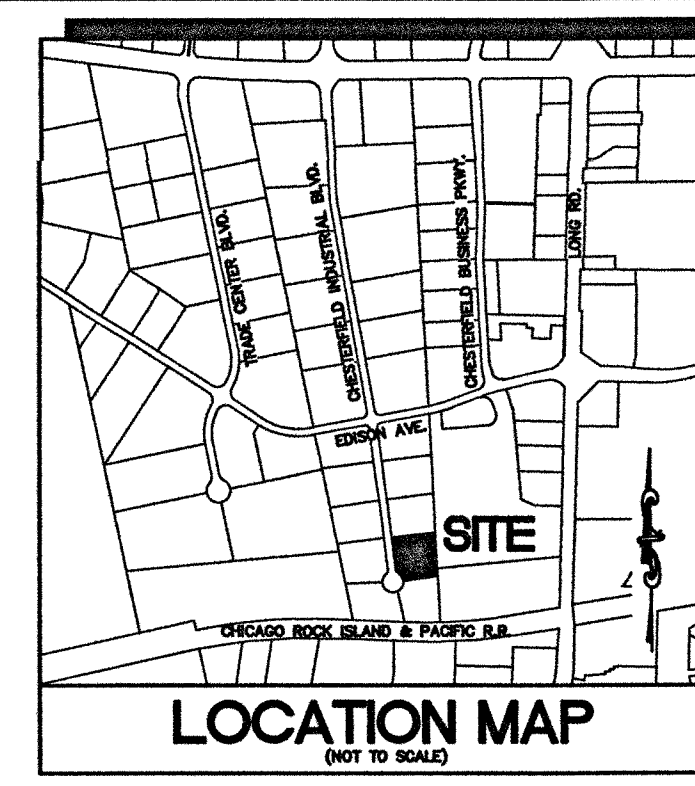 TRADE CENTER BLVD.
CHESTERFIELD INDUSTRIAL BLVD.
CHESTERFIELD BUSINESS PKWY.
LONG RD.
EDISON AVE.
SITE
CHICAGO ROCK ISLAND & PACIFIC R.R.
LOCATION MAP
(NOT TO SCALE)